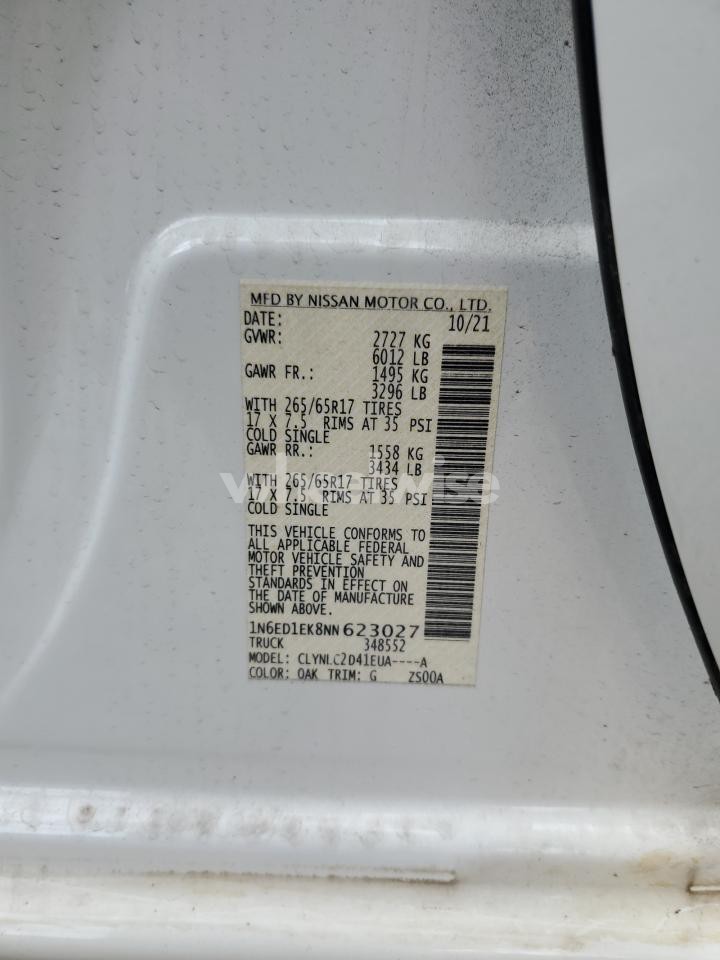 MFD BY NISSAN MOTOR CO., LTD.
DATE: 10/21
GVWR: 2727 KG
6012 LB
GAWR FR.: 1495 KG
3296 LB
WITH 265/65R17 TIRES
17 X 7.5 RIMS AT 35 PSI
COLD SINGLE
GAWR RR.: 1558 KG
3434 LB
WITH 265/65R17 TIRES
17 X 7.5 RIMS AT 35 PSI
COLD SINGLE
THIS VEHICLE CONFORMS TO
ALL APPLICABLE FEDERAL
MOTOR VEHICLE SAFETY AND
THEFT PREVENTION
STANDARDS IN EFFECT ON
THE DATE OF MANUFACTURE
SHOWN ABOVE.
1N6ED1EK8NN623027
TRUCK 348552
MODEL: CLYNLC2D41EUA----A
COLOR: OAK TRIM: G ZS00A